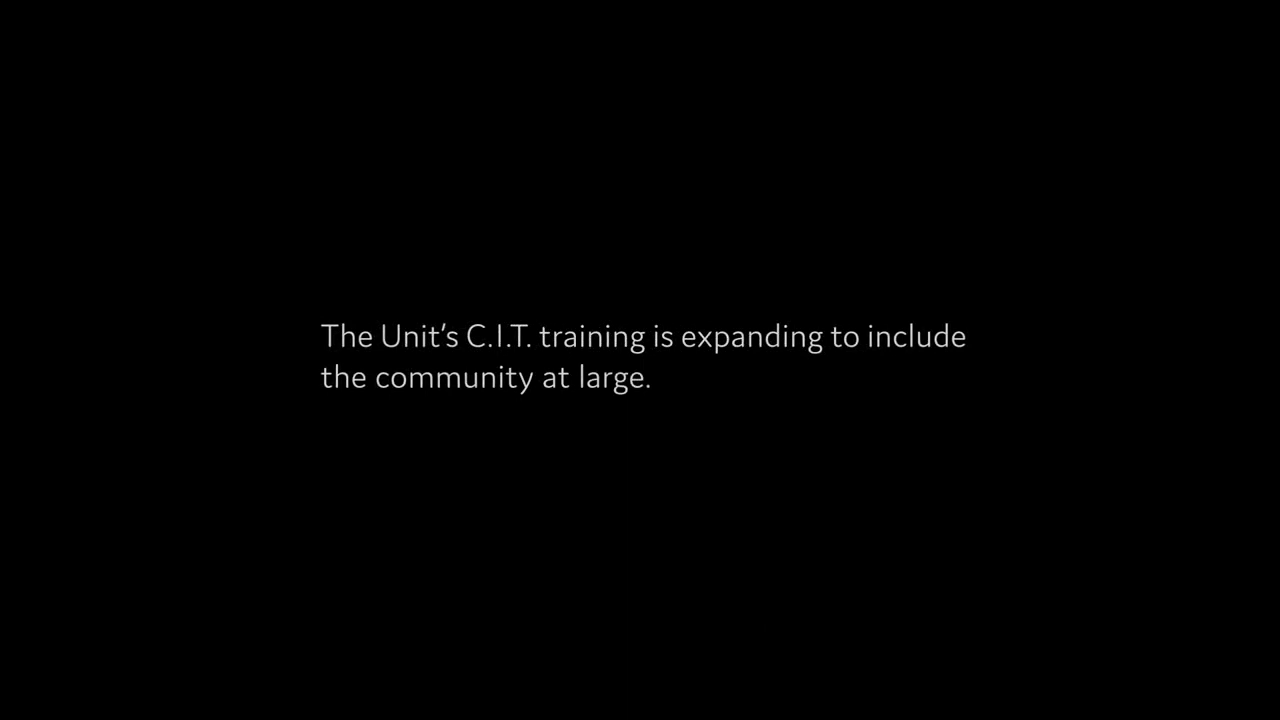 The Unit's C.I.T. training is expanding to include
the community at large.